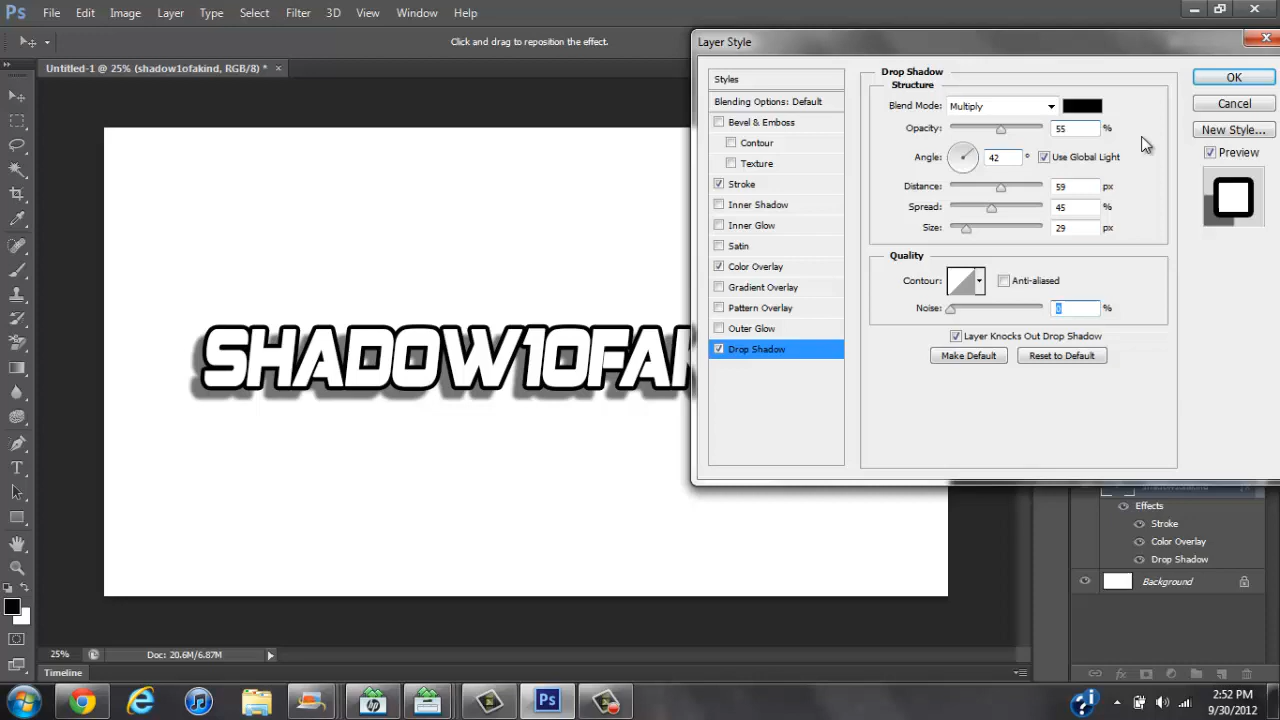 Ps File Edit Image Layer Type Select Filter 3D View Window Help
Click and drag to reposition the effect.
Untitled-1 @ 25% (shadow1ofakind, RGB/8) * ×
Layer Style
Styles
Blending Options: Default
Bevel & Emboss
Contour
Texture
Stroke
Inner Shadow
Inner Glow
Satin
Color Overlay
Gradient Overlay
Pattern Overlay
Outer Glow
Drop Shadow
Drop Shadow
Structure
Blend Mode: Multiply
Opacity: 55 %
Angle: 42 ° Use Global Light
Distance: 59 px
Spread: 45 %
Size: 29 px
Quality
Contour: Anti-aliased
Noise: 0 %
Layer Knocks Out Drop Shadow
Make Default Reset to Default
OK
Cancel
New Style...
Preview
SHADOW1OFAK
Effects
Stroke
Color Overlay
Drop Shadow
Background
25% Doc: 20.6M/6.87M
Timeline
Ps
2:52 PM
9/30/2012